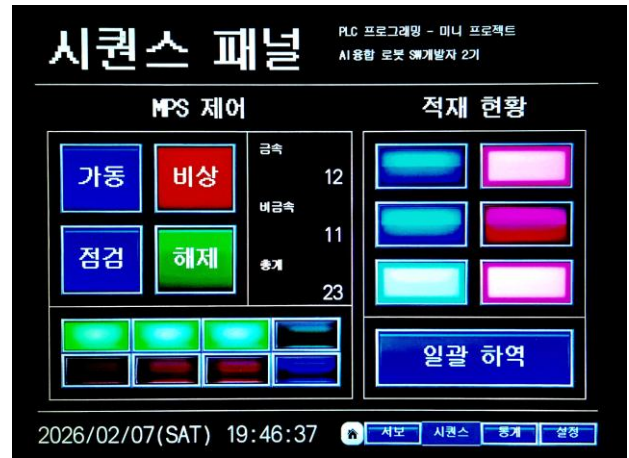 시퀀스 패널
PLC 프로그래밍 - 미니 프로젝트
AI융합 로봇 SW개발자 2기
MPS 제어
적재 현황
가동
비상
점검
해제
금속
12
비금속
11
총계
23
일괄 하역
2026/02/07(SAT) 19:46:37
서보
시퀀스
통계
설정